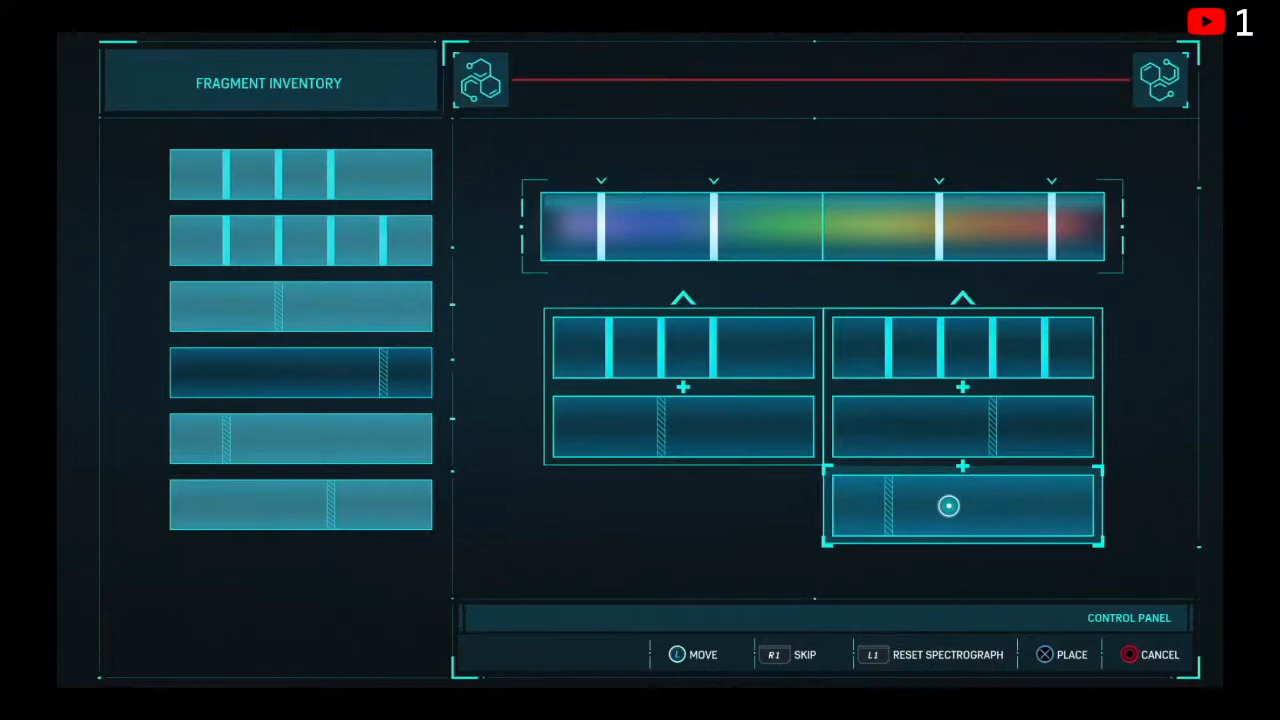 1
FRAGMENT INVENTORY
CONTROL PANEL
L MOVE
R1 SKIP
L1 RESET SPECTROGRAPH
PLACE
CANCEL